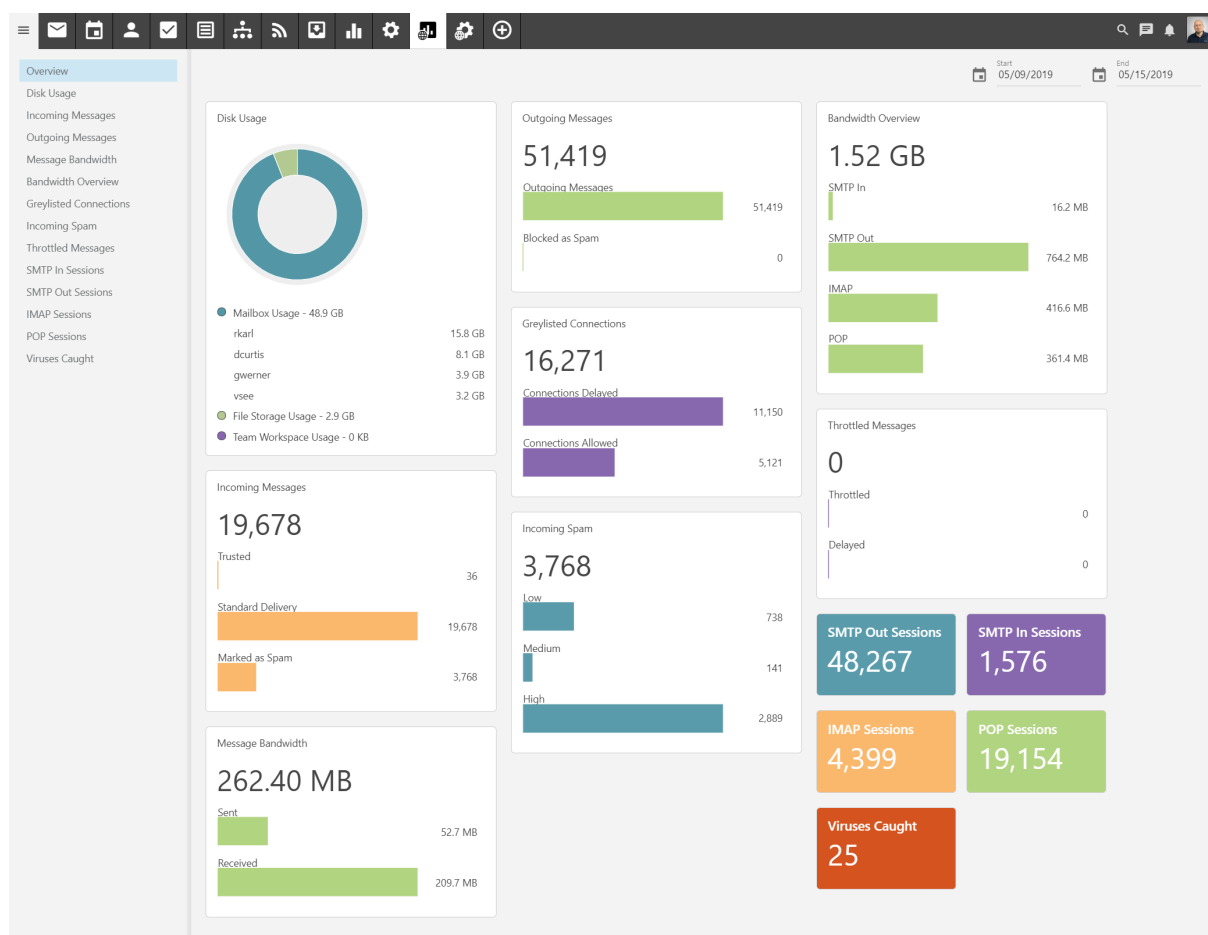 Start
05/09/2019
End
05/15/2019
Overview
Disk Usage
Incoming Messages
Outgoing Messages
Message Bandwidth
Bandwidth Overview
Greylisted Connections
Incoming Spam
Throttled Messages
SMTP In Sessions
SMTP Out Sessions
IMAP Sessions
POP Sessions
Viruses Caught
Disk Usage
Mailbox Usage - 48.9 GB
rkarl 15.8 GB
dcurtis 8.1 GB
gwerner 3.9 GB
vsee 3.2 GB
File Storage Usage - 2.9 GB
Team Workspace Usage - 0 KB
Incoming Messages
19,678
Trusted
36
Standard Delivery
19,678
Marked as Spam
3,768
Message Bandwidth
262.40 MB
Sent
52.7 MB
Received
209.7 MB
Outgoing Messages
51,419
Outgoing Messages
51,419
Blocked as Spam
0
Greylisted Connections
16,271
Connections Delayed
11,150
Connections Allowed
5,121
Incoming Spam
3,768
Low
738
Medium
141
High
2,889
Bandwidth Overview
1.52 GB
SMTP In
16.2 MB
SMTP Out
764.2 MB
IMAP
416.6 MB
POP
361.4 MB
Throttled Messages
0
Throttled
0
Delayed
0
SMTP Out Sessions
48,267
SMTP In Sessions
1,576
IMAP Sessions
4,399
POP Sessions
19,154
Viruses Caught
25